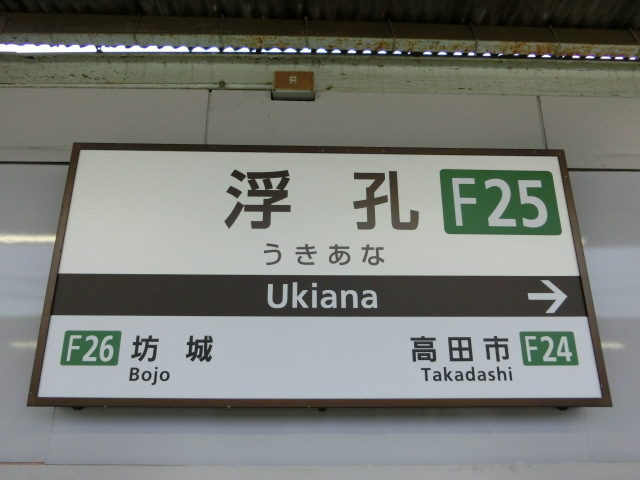 浮孔 F25
うきあな
Ukiana →
F26 坊城
Bojo
高田市 F24
Takadashi